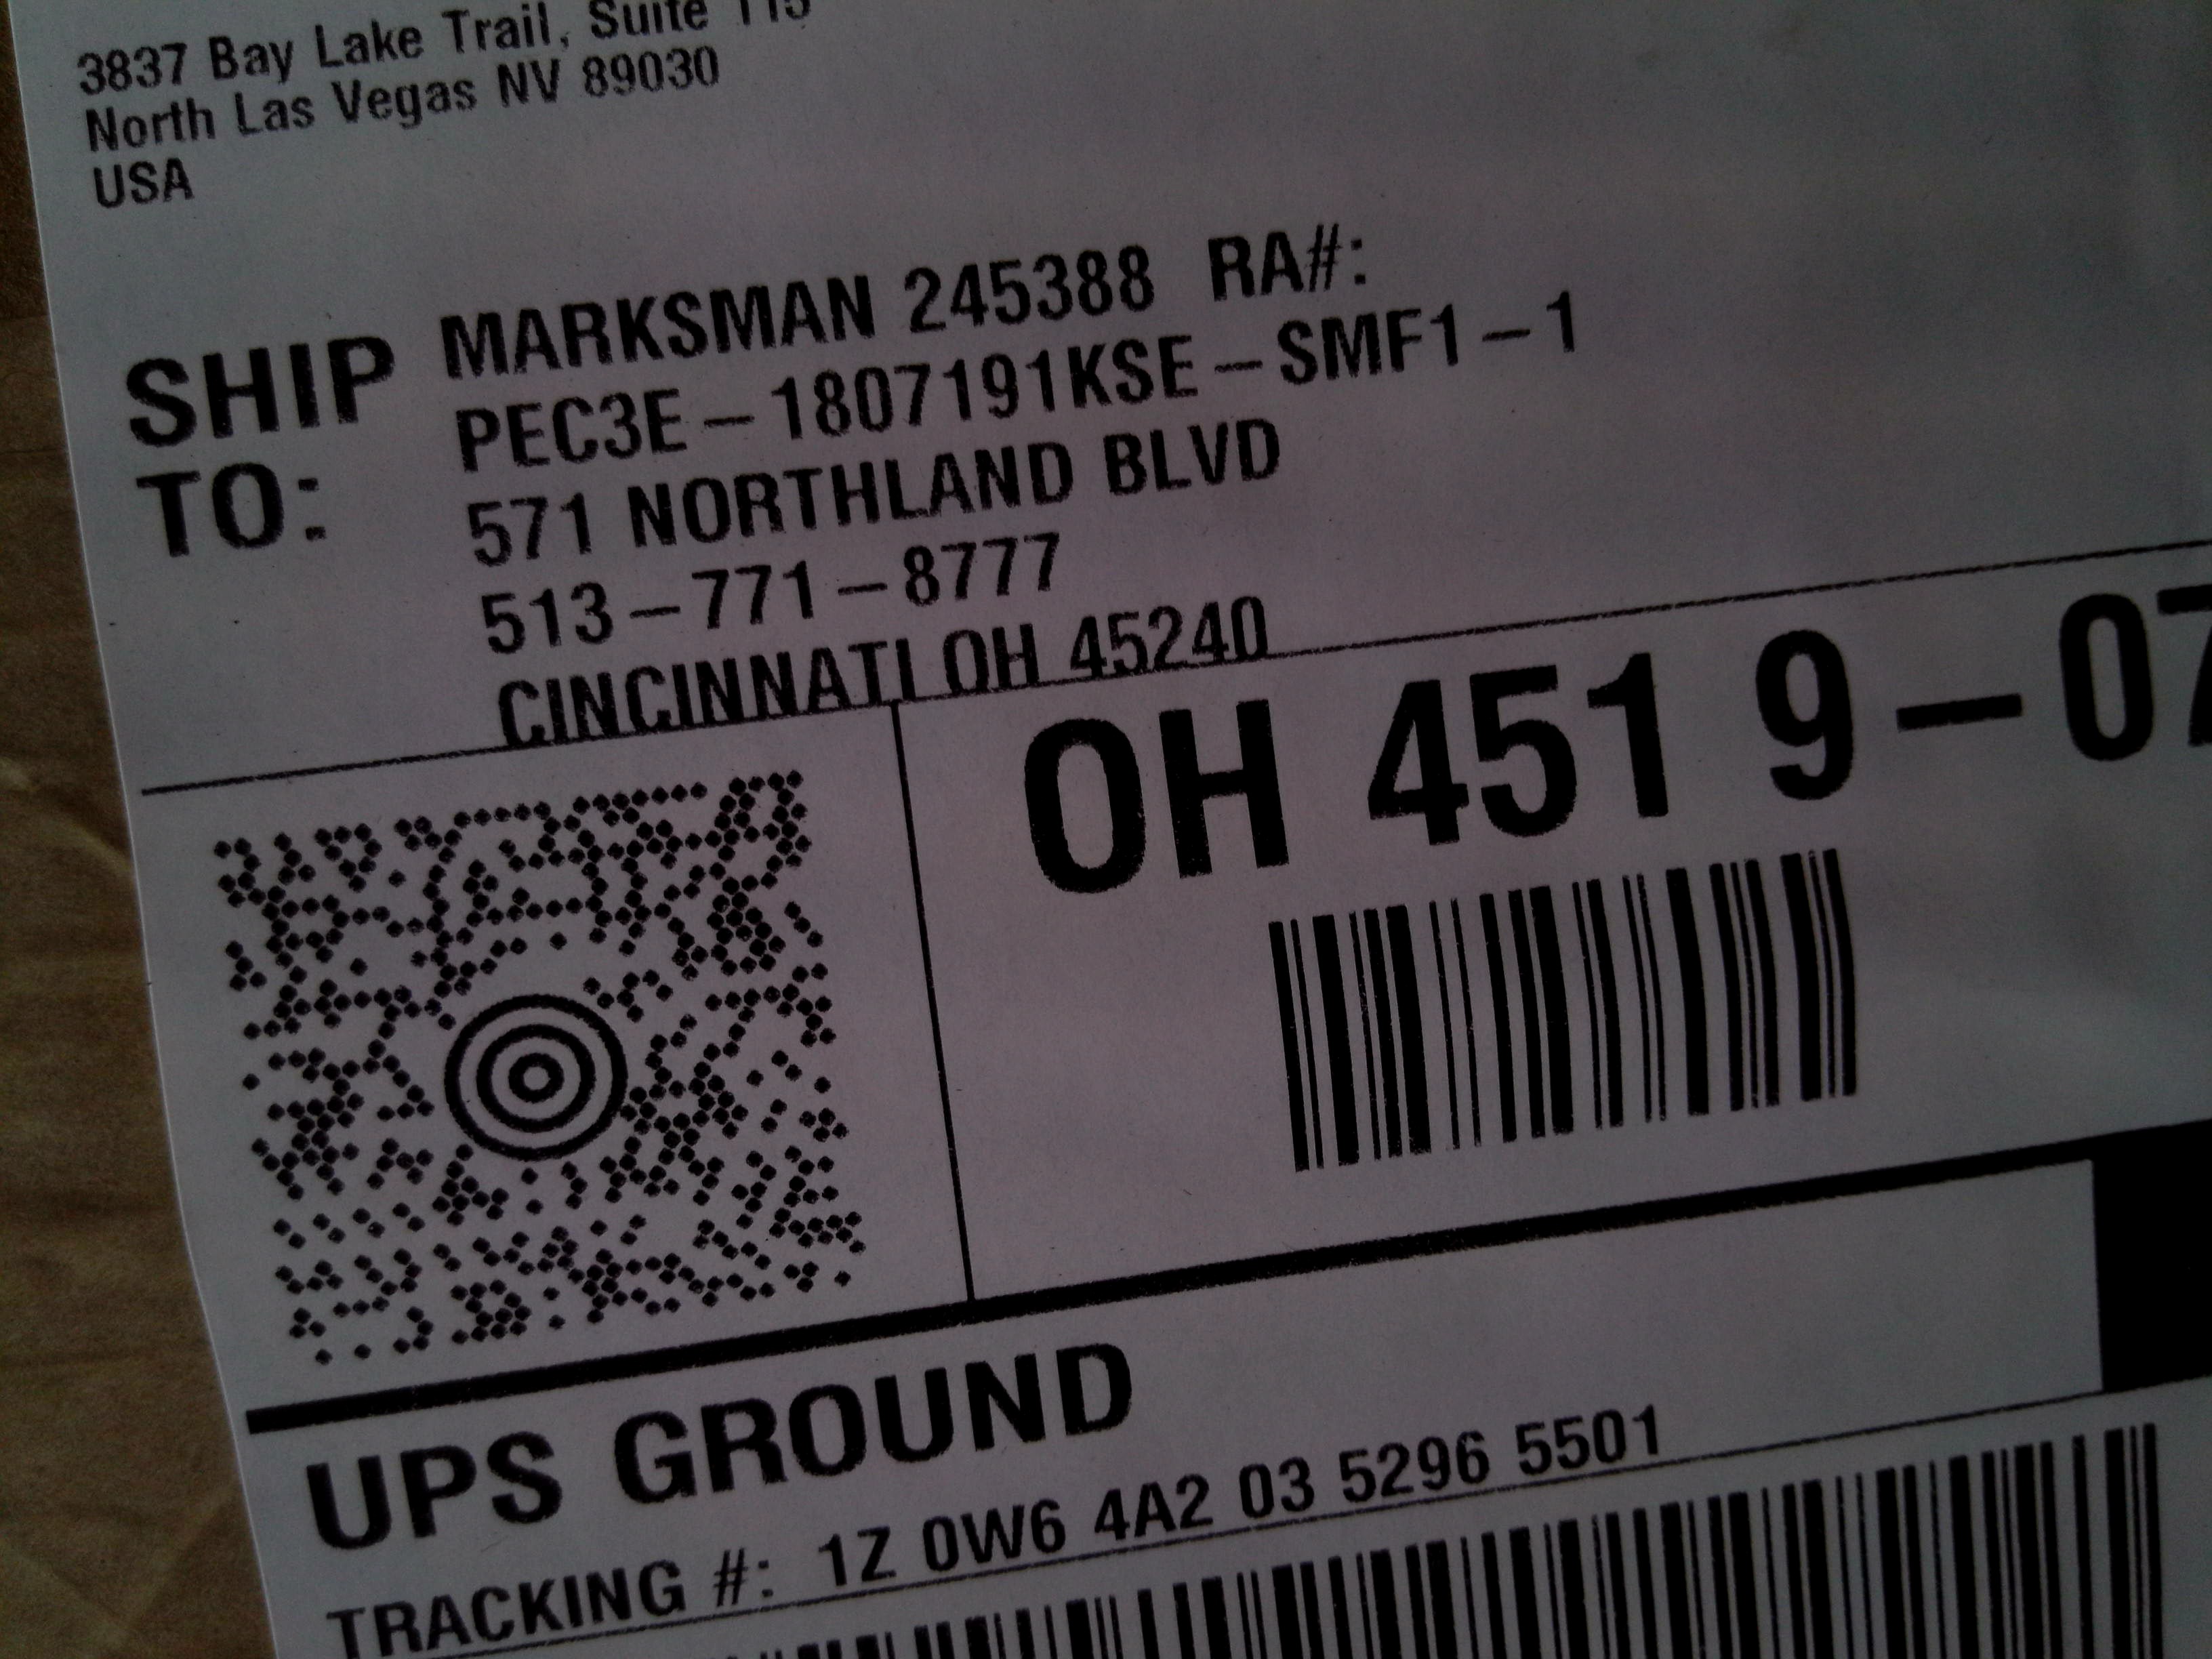 3837 Bay Lake Trail, Suite 115
North Las Vegas NV 89030
USA
SHIP TO:
MARKSMAN 245388 RA#:
PEC3E-1807191KSE-SMF1-1
571 NORTHLAND BLVD
513-771-8777
CINCINNATI OH 45240
OH 451 9-07
UPS GROUND
TRACKING #: 1Z 0W6 4A2 03 5296 5501